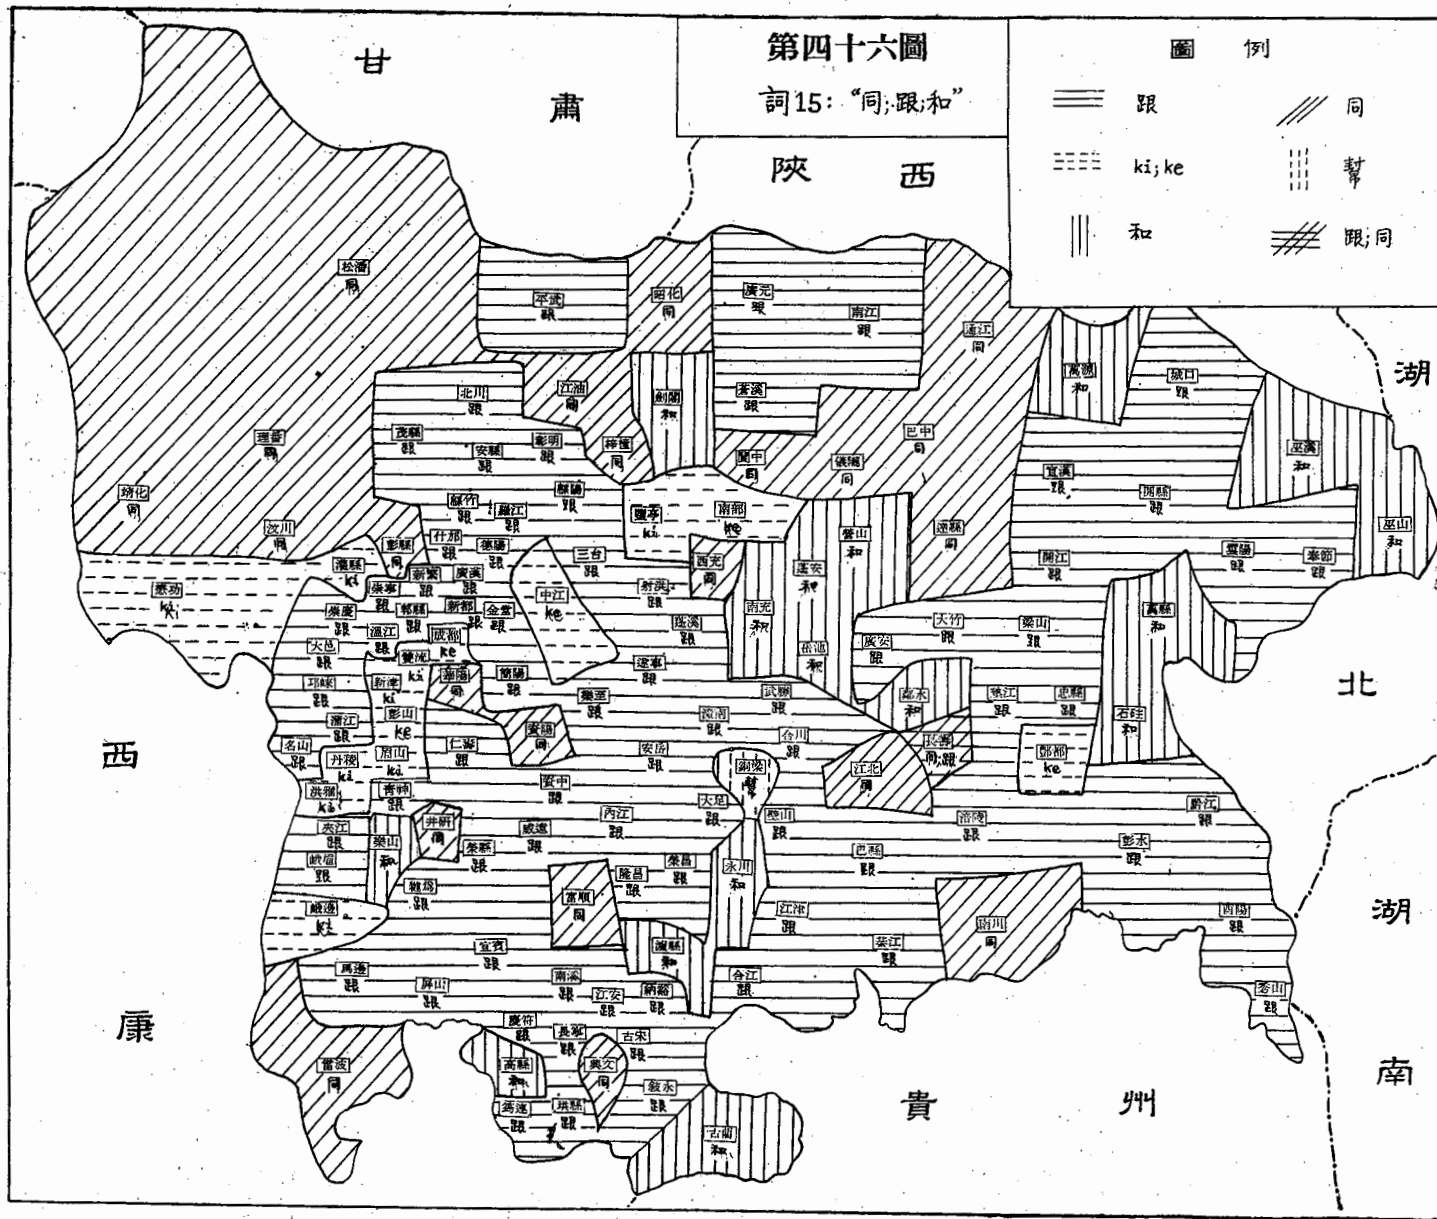 第四十六圖
詞15：“同;跟;和”
圖例
跟
同
ki;ke
幫
和
跟;同
甘肅
陝西
湖北
湖南
貴州
西康
松潘
同
平武
跟
昭化
同
廣元
跟
南江
跟
通江
同
萬源
和
城口
跟
北川
跟
江油
同
劍閣
和
蒼溪
跟
巴中
同
巫溪
和
理番
同
茂縣
跟
安縣
跟
彰明
跟
梓橦
同
閬中
同
儀隴
同
宣漢
跟
開縣
跟
巫山
和
靖化
同
汶川
同
綿竹
跟
羅江
跟
綿陽
跟
鹽亭
ki
南部
ke
營山
和
達縣
同
開江
跟
雲陽
跟
奉節
跟
灌縣
ki
彭縣
同
什邡
跟
德陽
跟
三台
跟
西充
同
蓬安
和
懋功
ki
崇寧
跟
新繁
跟
廣漢
跟
中江
ke
射洪
跟
南充
和
萬縣
和
崇慶
跟
郫縣
跟
新都
跟
金堂
跟
蓬溪
跟
大竹
跟
梁山
跟
溫江
跟
成都
ke
大邑
跟
雙流
ki
華陽
同
簡陽
跟
遂寧
跟
岳池
和
廣安
跟
邛崍
跟
新津
ki
樂至
跟
武勝
跟
鄰水
和
墊江
跟
忠縣
跟
石砫
和
蒲江
跟
彭山
ke
資陽
同
潼南
跟
合川
跟
長壽
同;跟
名山
跟
丹稜
ki
眉山
ki
仁壽
跟
安岳
跟
銅梁
幫
江北
同
酆都
ke
洪雅
ki
青神
跟
資中
跟
大足
跟
璧山
跟
涪陵
跟
黔江
跟
夾江
跟
樂山
和
井研
同
榮縣
跟
威遠
跟
內江
跟
巴縣
跟
彭水
跟
峨眉
跟
犍為
跟
富順
同
隆昌
跟
榮昌
跟
永川
和
江津
跟
南川
同
酉陽
跟
峨邊
ki
宜賓
跟
瀘縣
和
綦江
跟
馬邊
跟
屏山
跟
南溪
跟
江安
跟
納谿
跟
合江
跟
秀山
跟
雷波
同
慶符
跟
長寧
跟
古宋
跟
高縣
和
興文
同
敘永
跟
筠連
跟
珙縣
跟
古藺
和